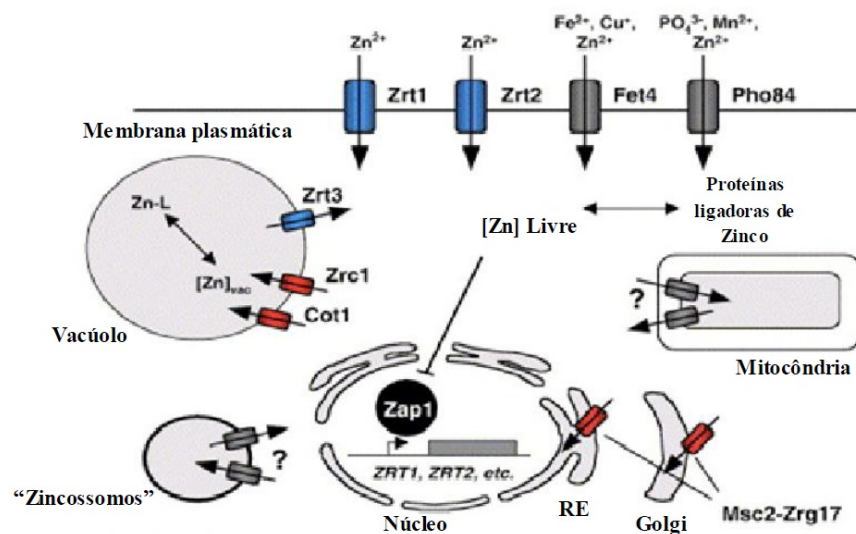 Fe²⁺, Cu⁺, PO₄³⁻, Mn²⁺,
Zn²⁺ Zn²⁺ Zn²⁺ Zn²⁺
Zrt1 Zrt2 Fet4 Pho84
Membrana plasmática
Zrt3
Zn-L
[Zn]vac
Zrc1
Cot1
Vacúolo
[Zn] Livre
Proteínas
ligadoras de
Zinco
?
Mitocôndria
Zap1
ZRT1, ZRT2, etc.
Núcleo
?
“Zincossomos”
RE
Golgi
Msc2-Zrg17